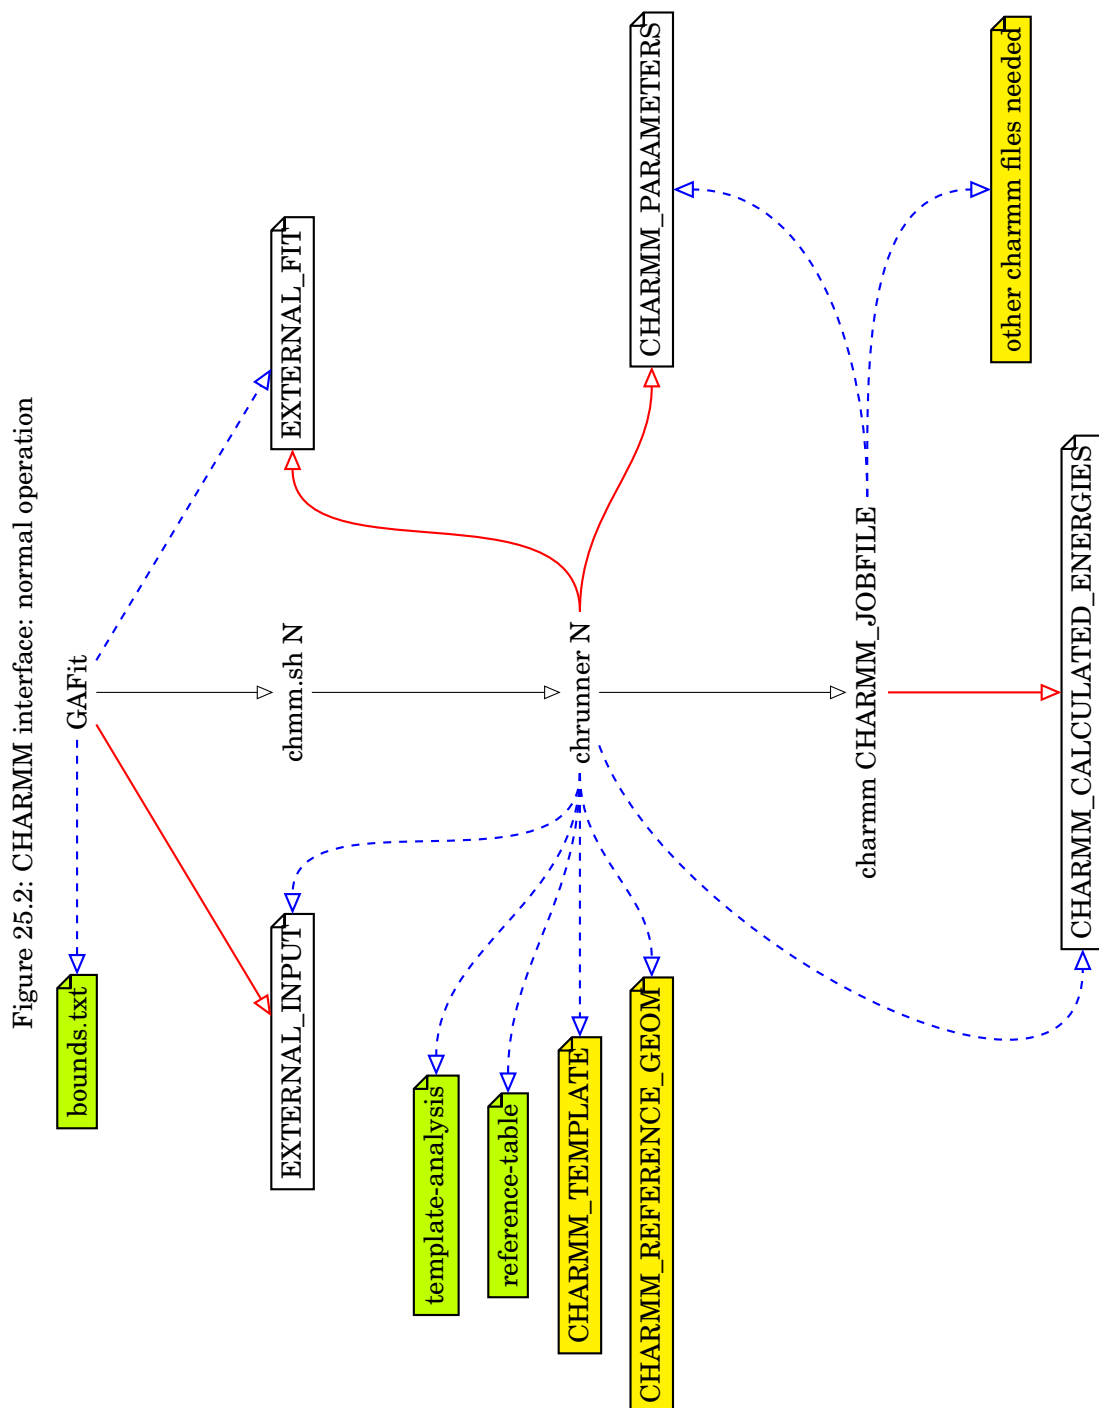 Figure 25.2: CHARMM interface: normal operation
bounds.txt
GAFit
EXTERNAL_INPUT
chmm.sh N
EXTERNAL_FIT
template-analysis
reference-table
CHARMM_TEMPLATE
chrunner N
CHARMM_REFERENCE_GEOM
CHARMM_PARAMETERS
charmm CHARMM_JOBFILE
other charmm files needed
CHARMM_CALCULATED_ENERGIES